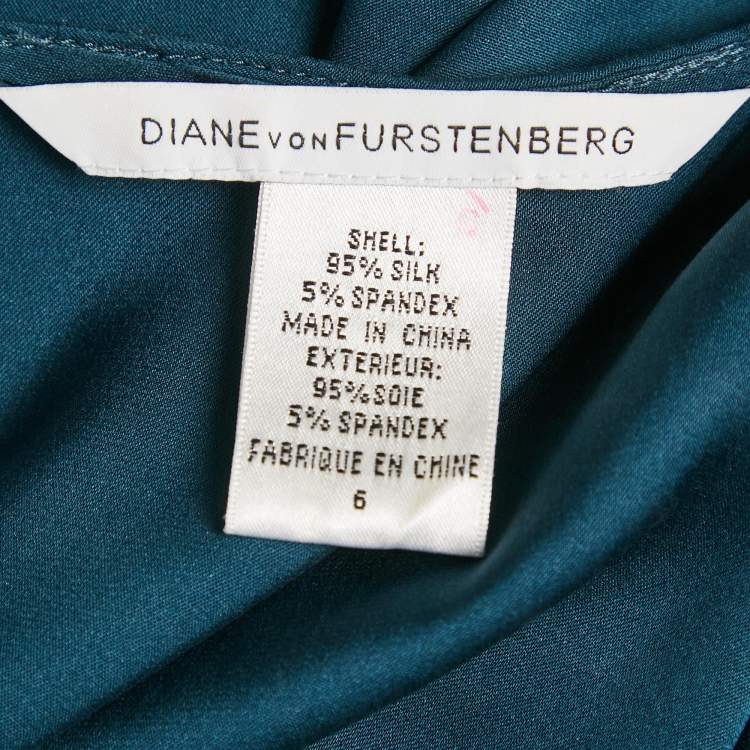 DIANE VON FURSTENBERG
SHELL:
95% SILK
5% SPANDEX
MADE IN CHINA
EXTERIEUR:
95% SOIE
5% SPANDEX
FABRIQUE EN CHINE
6